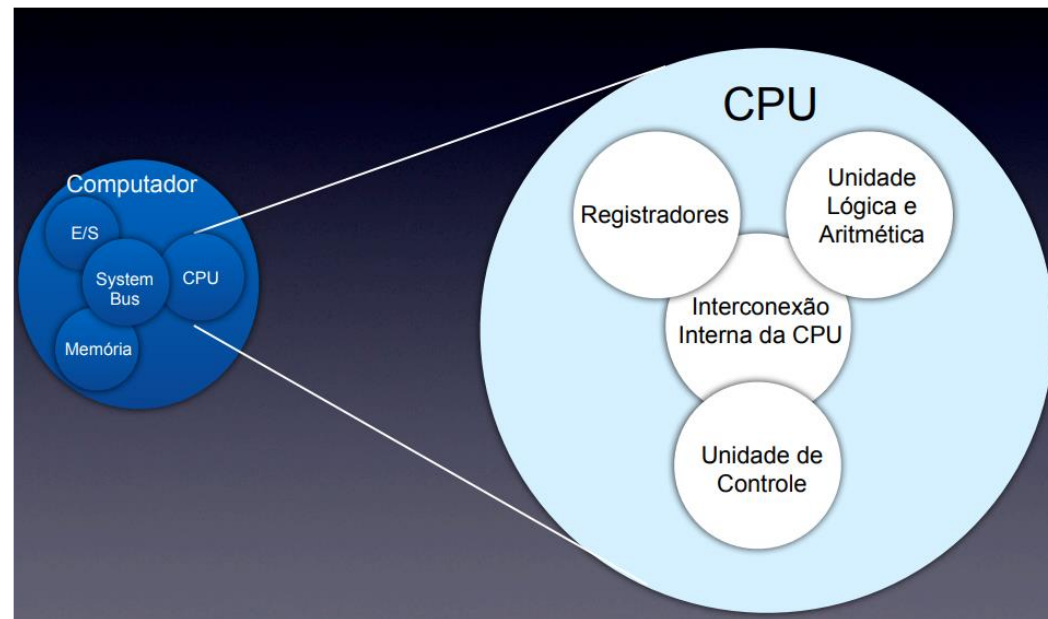 Computador
E/S
System
Bus
CPU
Memória
CPU
Registradores
Unidade
Lógica e
Aritmética
Interconexão
Interna da CPU
Unidade de
Controle